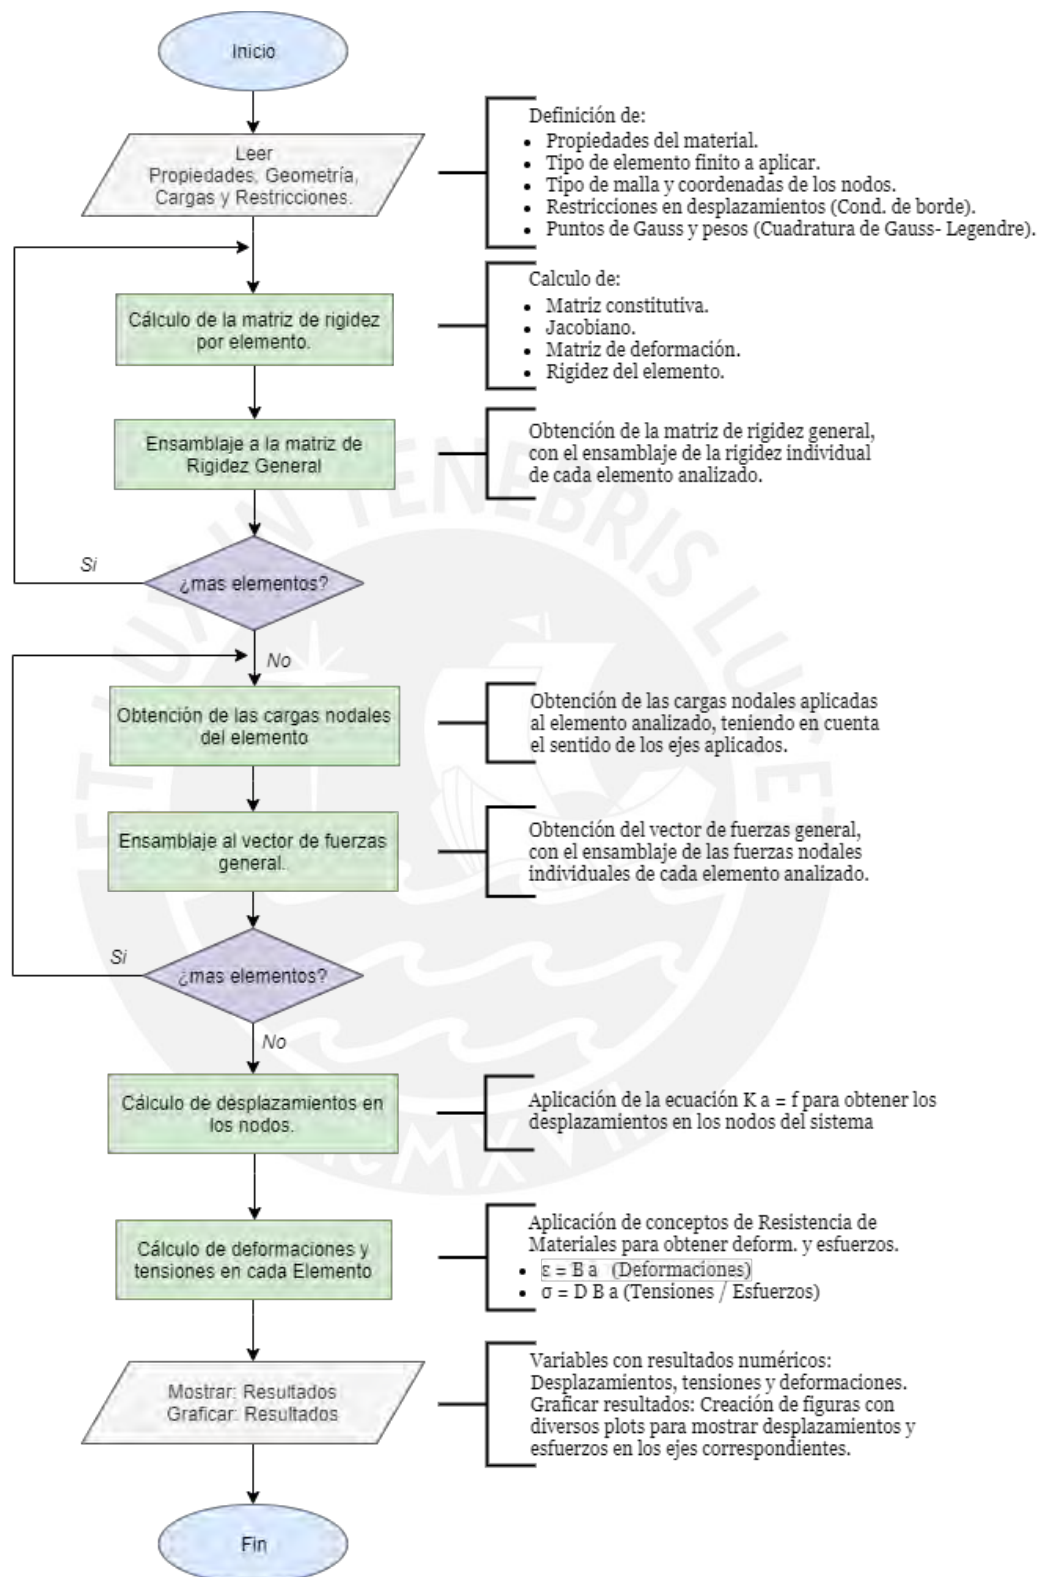 Inicio
Leer
Propiedades, Geometría,
Cargas y Restricciones.
Definición de:
• Propiedades del material.
• Tipo de elemento finito a aplicar.
• Tipo de malla y coordenadas de los nodos.
• Restricciones en desplazamientos (Cond. de borde).
• Puntos de Gauss y pesos (Cuadratura de Gauss- Legendre).
Cálculo de la matriz de rigidez
por elemento.
Calculo de:
• Matriz constitutiva.
• Jacobiano.
• Matriz de deformación.
• Rigidez del elemento.
Ensamblaje a la matriz de
Rigidez General
Obtención de la matriz de rigidez general,
con el ensamblaje de la rigidez individual
de cada elemento analizado.
Si
¿mas elementos?
No
Obtención de las cargas nodales
del elemento
Obtención de las cargas nodales aplicadas
al elemento analizado, teniendo en cuenta
el sentido de los ejes aplicados.
Ensamblaje al vector de fuerzas
general.
Obtención del vector de fuerzas general,
con el ensamblaje de las fuerzas nodales
individuales de cada elemento analizado.
Si
¿mas elementos?
No
Cálculo de desplazamientos en
los nodos.
Aplicación de la ecuación K a = f para obtener los
desplazamientos en los nodos del sistema
Cálculo de deformaciones y
tensiones en cada Elemento
Aplicación de conceptos de Resistencia de
Materiales para obtener deform. y esfuerzos.
• ε = B a (Deformaciones)
• σ = D B a (Tensiones / Esfuerzos)
Mostrar: Resultados
Graficar: Resultados
Variables con resultados numéricos:
Desplazamientos, tensiones y deformaciones.
Graficar resultados: Creación de figuras con
diversos plots para mostrar desplazamientos y
esfuerzos en los ejes correspondientes.
Fin
ET LUX IN TENEBRIS LUCET
MCMXVII